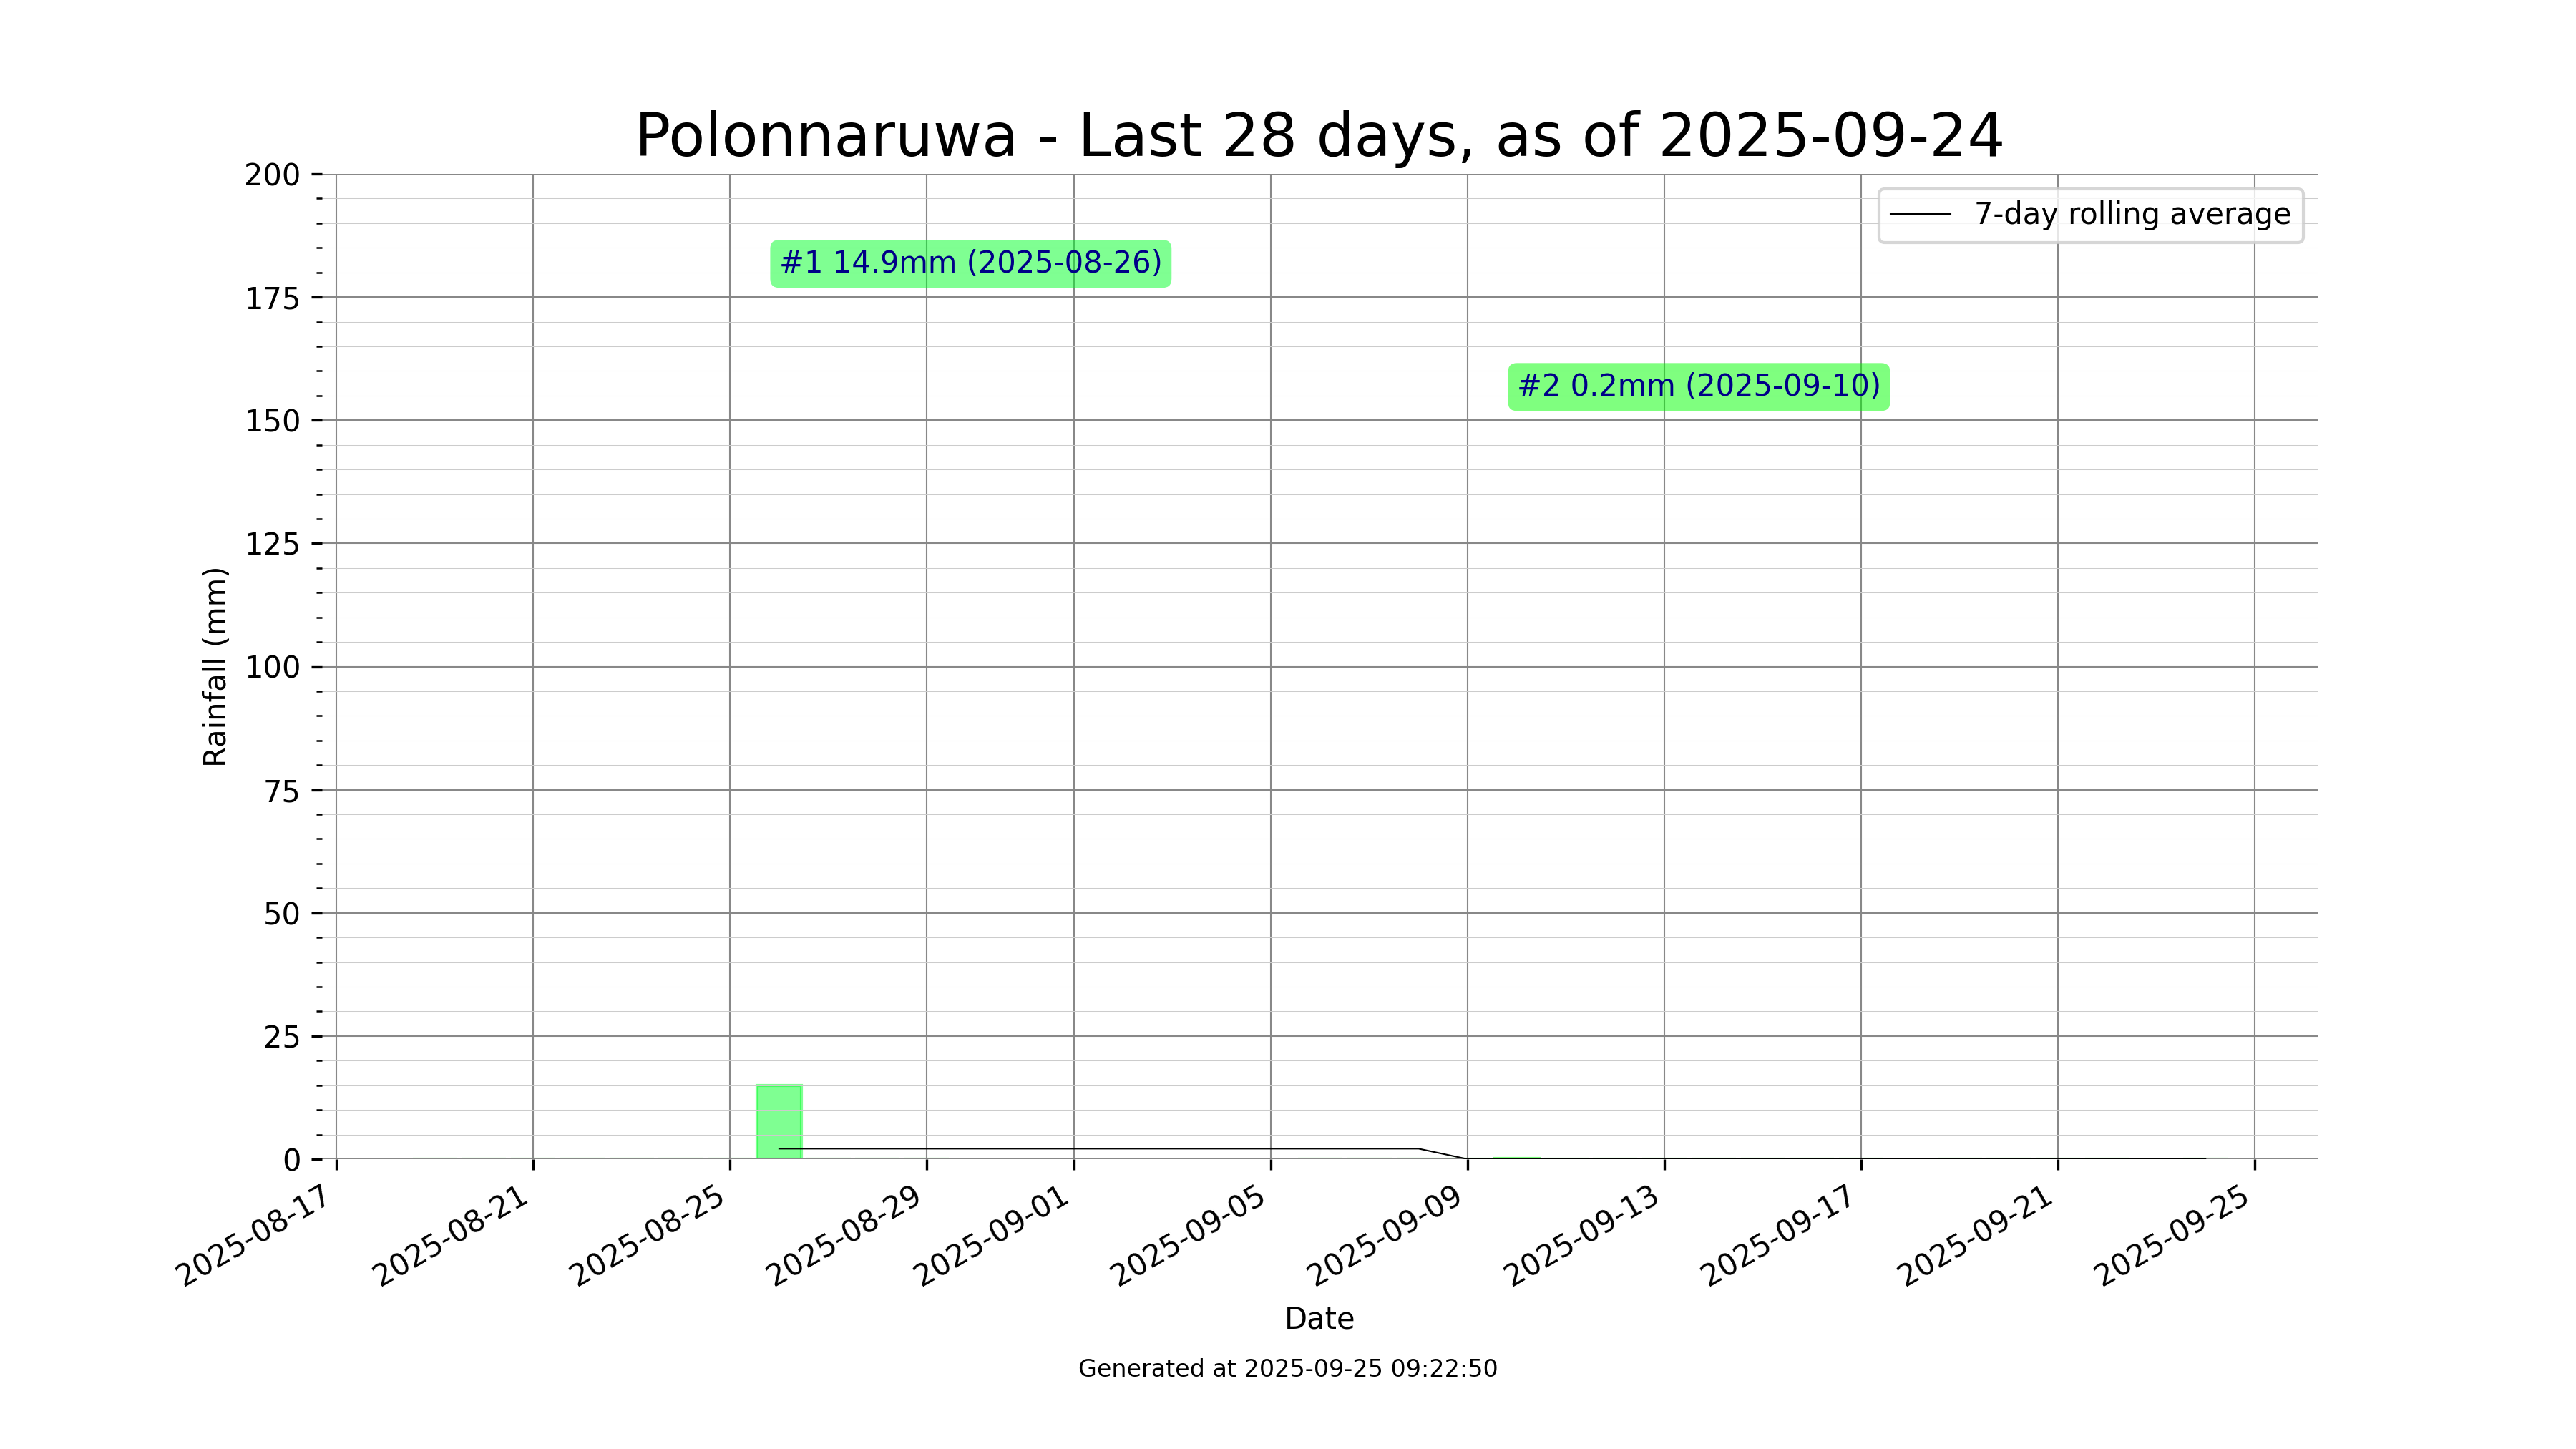 Polonnaruwa - Last 28 days, as of 2025-09-24
200
175
150
125
100
75
50
25
0
Rainfall (mm)
7-day rolling average
#1 14.9mm (2025-08-26)
#2 0.2mm (2025-09-10)
2025-08-17
2025-08-21
2025-08-25
2025-08-29
2025-09-01
2025-09-05
2025-09-09
2025-09-13
2025-09-17
2025-09-21
2025-09-25
Date
Generated at 2025-09-25 09:22:50